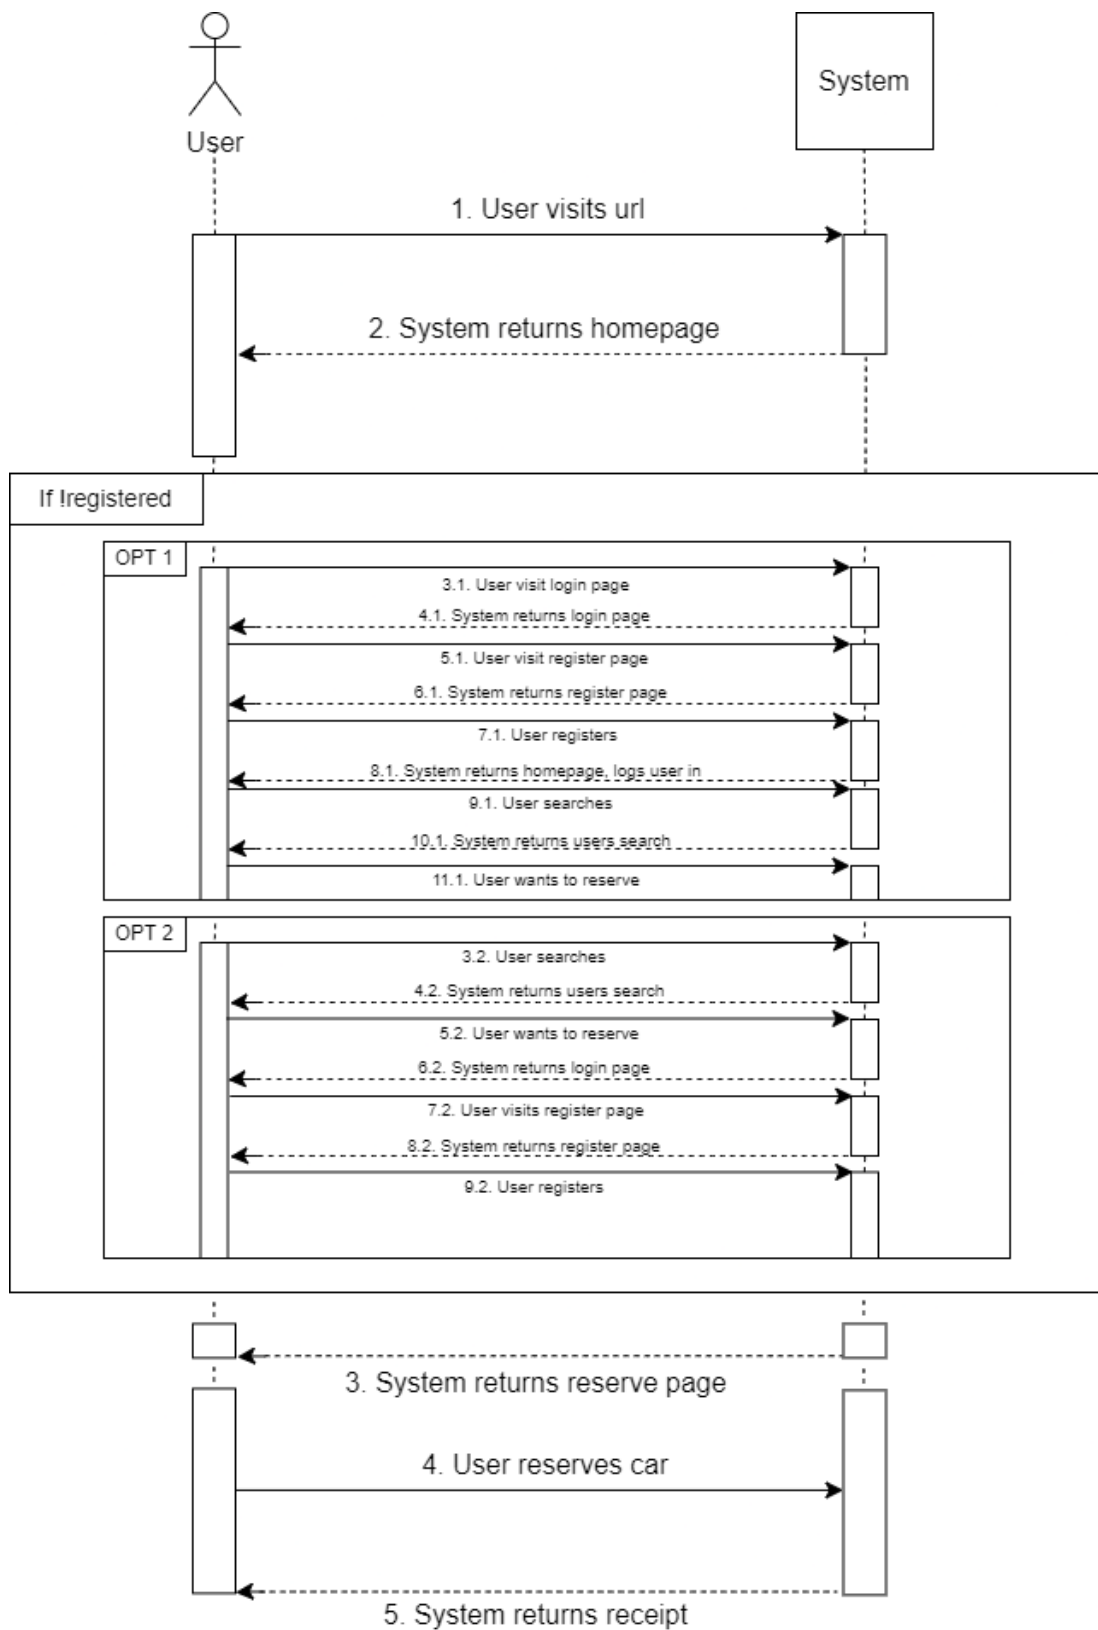 User
System
1. User visits url
2. System returns homepage
If !registered
OPT 1
3.1. User visit login page
4.1. System returns login page
5.1. User visit register page
6.1. System returns register page
7.1. User registers
8.1. System returns homepage, logs user in
9.1. User searches
10.1. System returns users search
11.1. User wants to reserve
OPT 2
3.2. User searches
4.2. System returns users search
5.2. User wants to reserve
6.2. System returns login page
7.2. User visits register page
8.2. System returns register page
9.2. User registers
3. System returns reserve page
4. User reserves car
5. System returns receipt